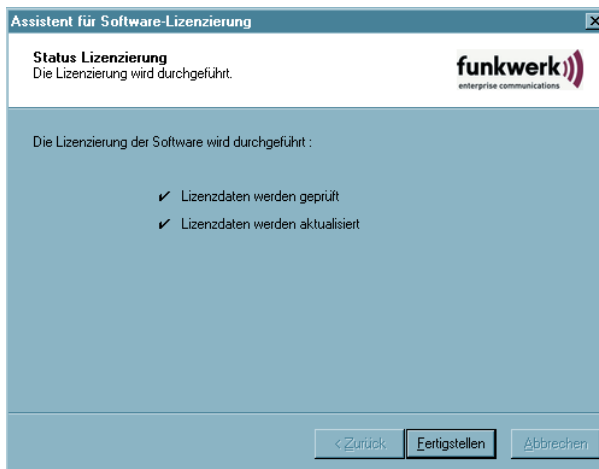 Assistent für Software-Lizenzierung
Status Lizenzierung
Die Lizenzierung wird durchgeführt.
funkwerk
enterprise communications
Die Lizenzierung der Software wird durchgeführt :
✔ Lizenzdaten werden geprüft
✔ Lizenzdaten werden aktualisiert
< Zurück
Fertigstellen
Abbrechen